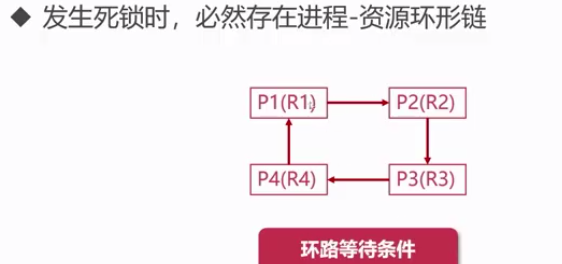 ◆ 发生死锁时，必然存在进程-资源环形链
P1(R1) P2(R2)
P4(R4) P3(R3)
环路等待条件